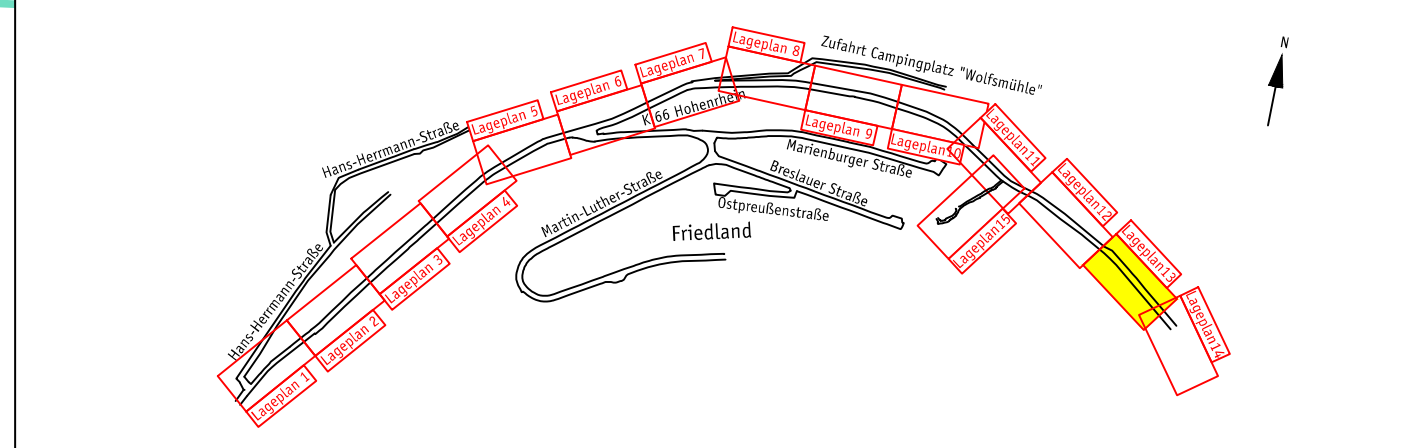 N
Zufahrt Campingplatz "Wolfsmühle"
Lageplan 8
Lageplan 7
Lageplan 6
Lageplan 5
K 66 Hohenrhein
Hans-Herrmann-Straße
Lageplan 9
Lageplan10
Lageplan11
Marienburger Straße
Breslauer Straße
Ostpreußenstraße
Martin-Luther-Straße
Friedland
Lageplan12
Lageplan15
Lageplan13
Lageplan14
Lageplan 4
Lageplan 3
Lageplan 2
Hans-Herrmann-Straße
Lageplan 1